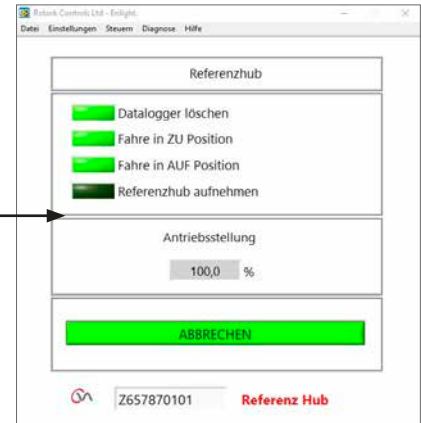 Rotork Controls Ltd - Enlight.
Datei Einstellungen Steuern Diagnose Hilfe
Referenzhub
Datalogger löschen
Fahre in ZU Position
Fahre in AUF Position
Referenzhub aufnehmen
Antriebsstellung
100,0 %
ABBRECHEN
Z657870101 Referenz Hub